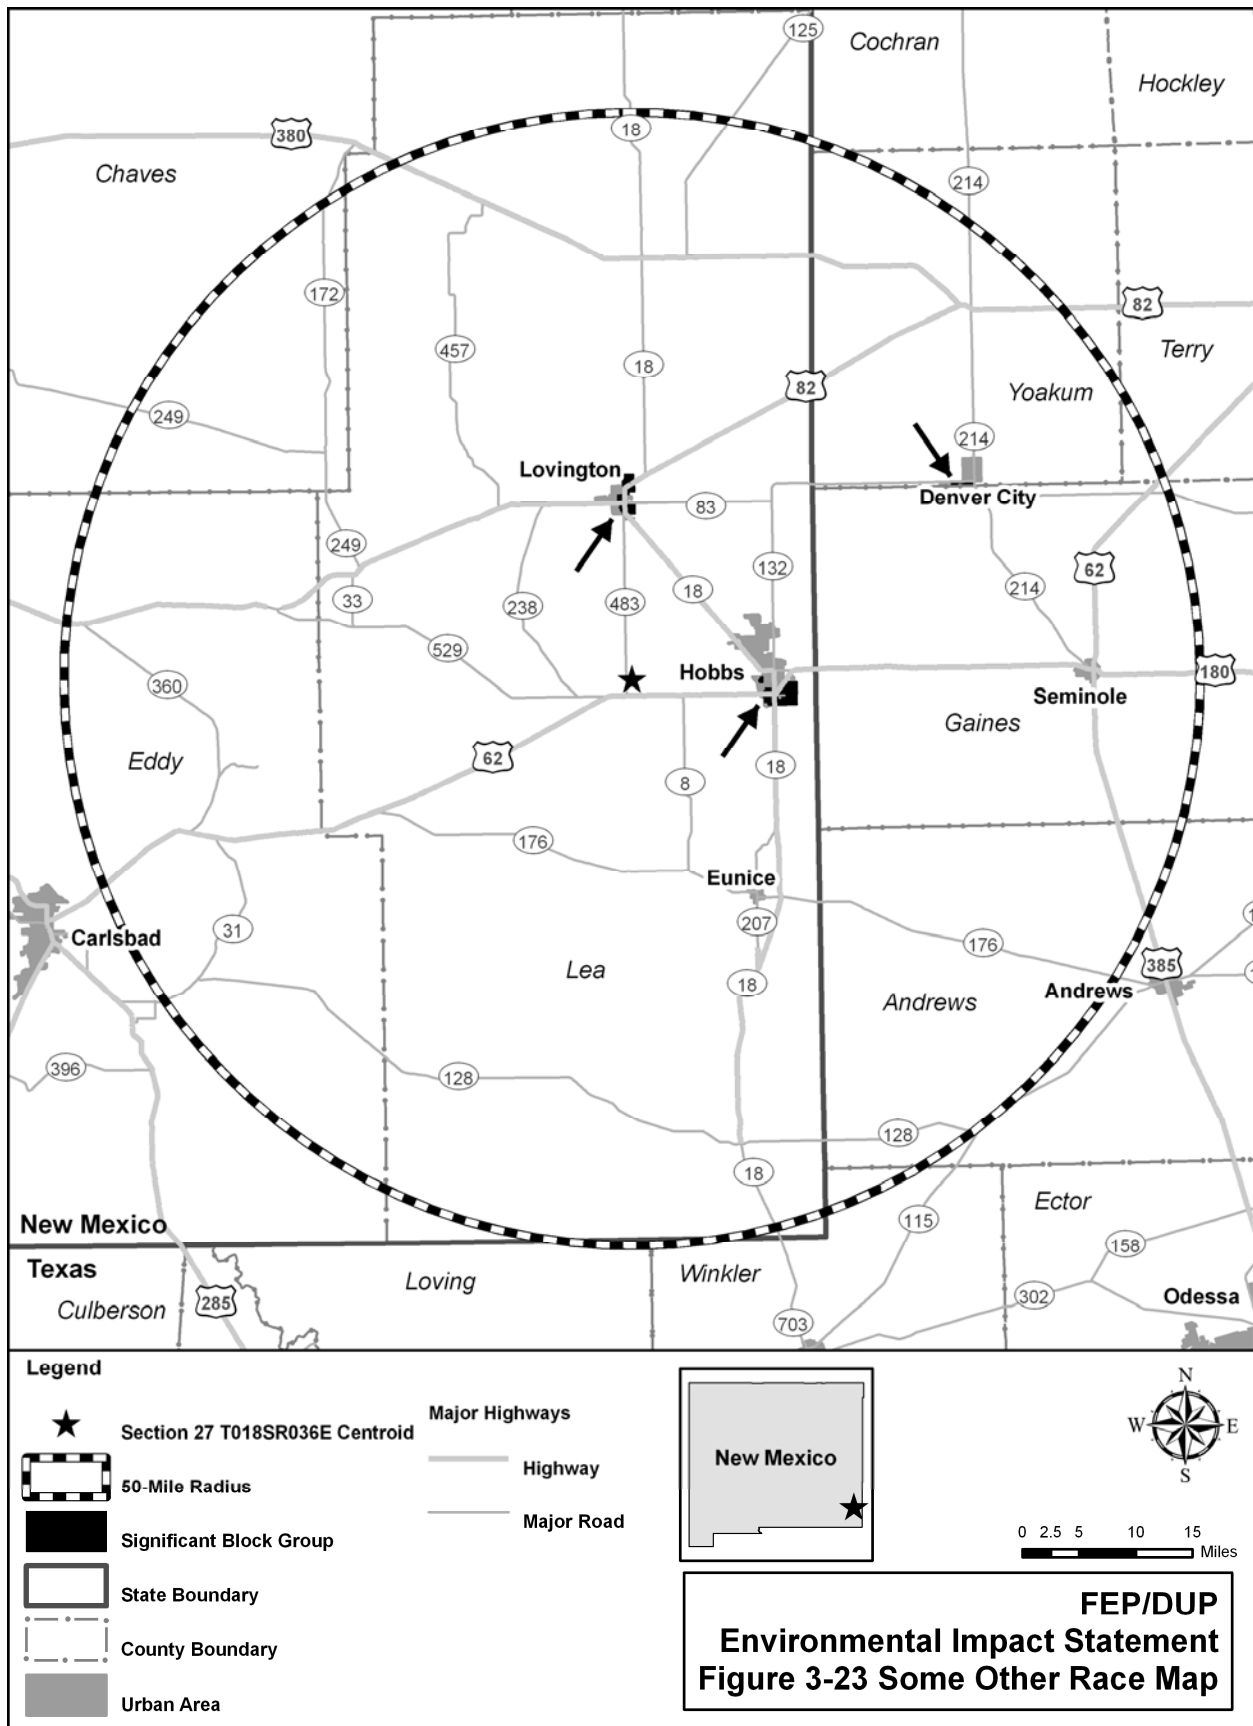 125
Cochran
Hockley
380
18
Chaves
214
172
82
457
18
Terry
82
Yoakum
249
214
Lovington
Denver City
83
249
132
62
18
214
33
238
483
529
Hobbs
180
360
Seminole
Gaines
Eddy
62
18
8
176
Eunice
207
31
Carlsbad
176
Lea
385
18
Andrews
Andrews
396
128
128
18
Ector
115
New Mexico
158
Texas
Loving
Winkler
Culberson
285
302
Odessa
703
Legend
Section 27 T018SR036E Centroid
50-Mile Radius
Significant Block Group
State Boundary
County Boundary
Urban Area
Major Highways
Highway
Major Road
New Mexico
N
W
E
S
0 2.5 5 10 15
Miles
FEP/DUP
Environmental Impact Statement
Figure 3-23 Some Other Race Map